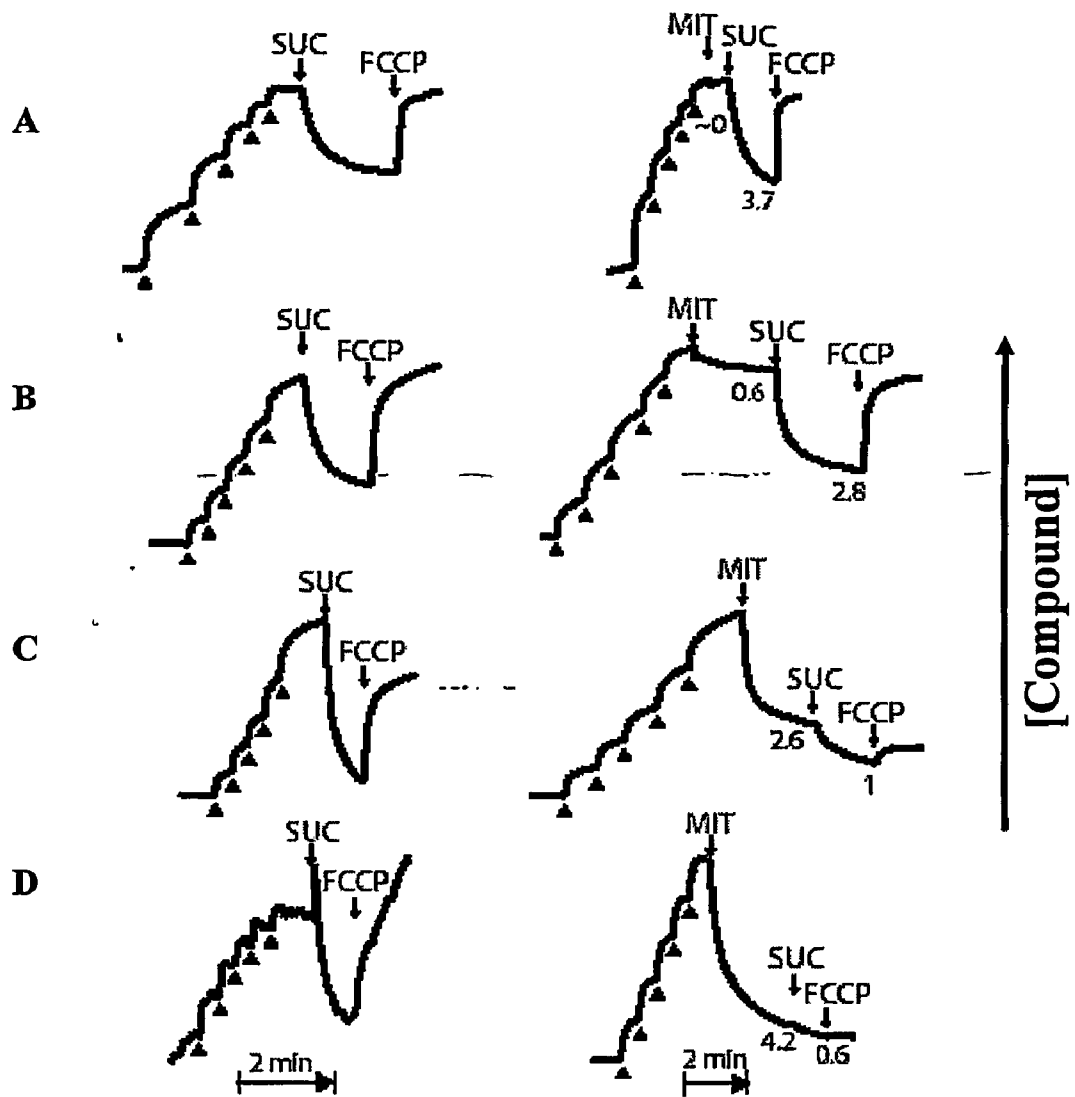 MIT
SUC
SUC
FCCP
FCCP
A
~0
3.7
MIT
SUC
SUC
FCCP
FCCP
B
0.6
2.8
MIT
SUC
SUC
FCCP
FCCP
C
2.6
1
[Compound]
MIT
SUC
D
FCCP
SUC
FCCP
4.2
0.6
2 min
2 min